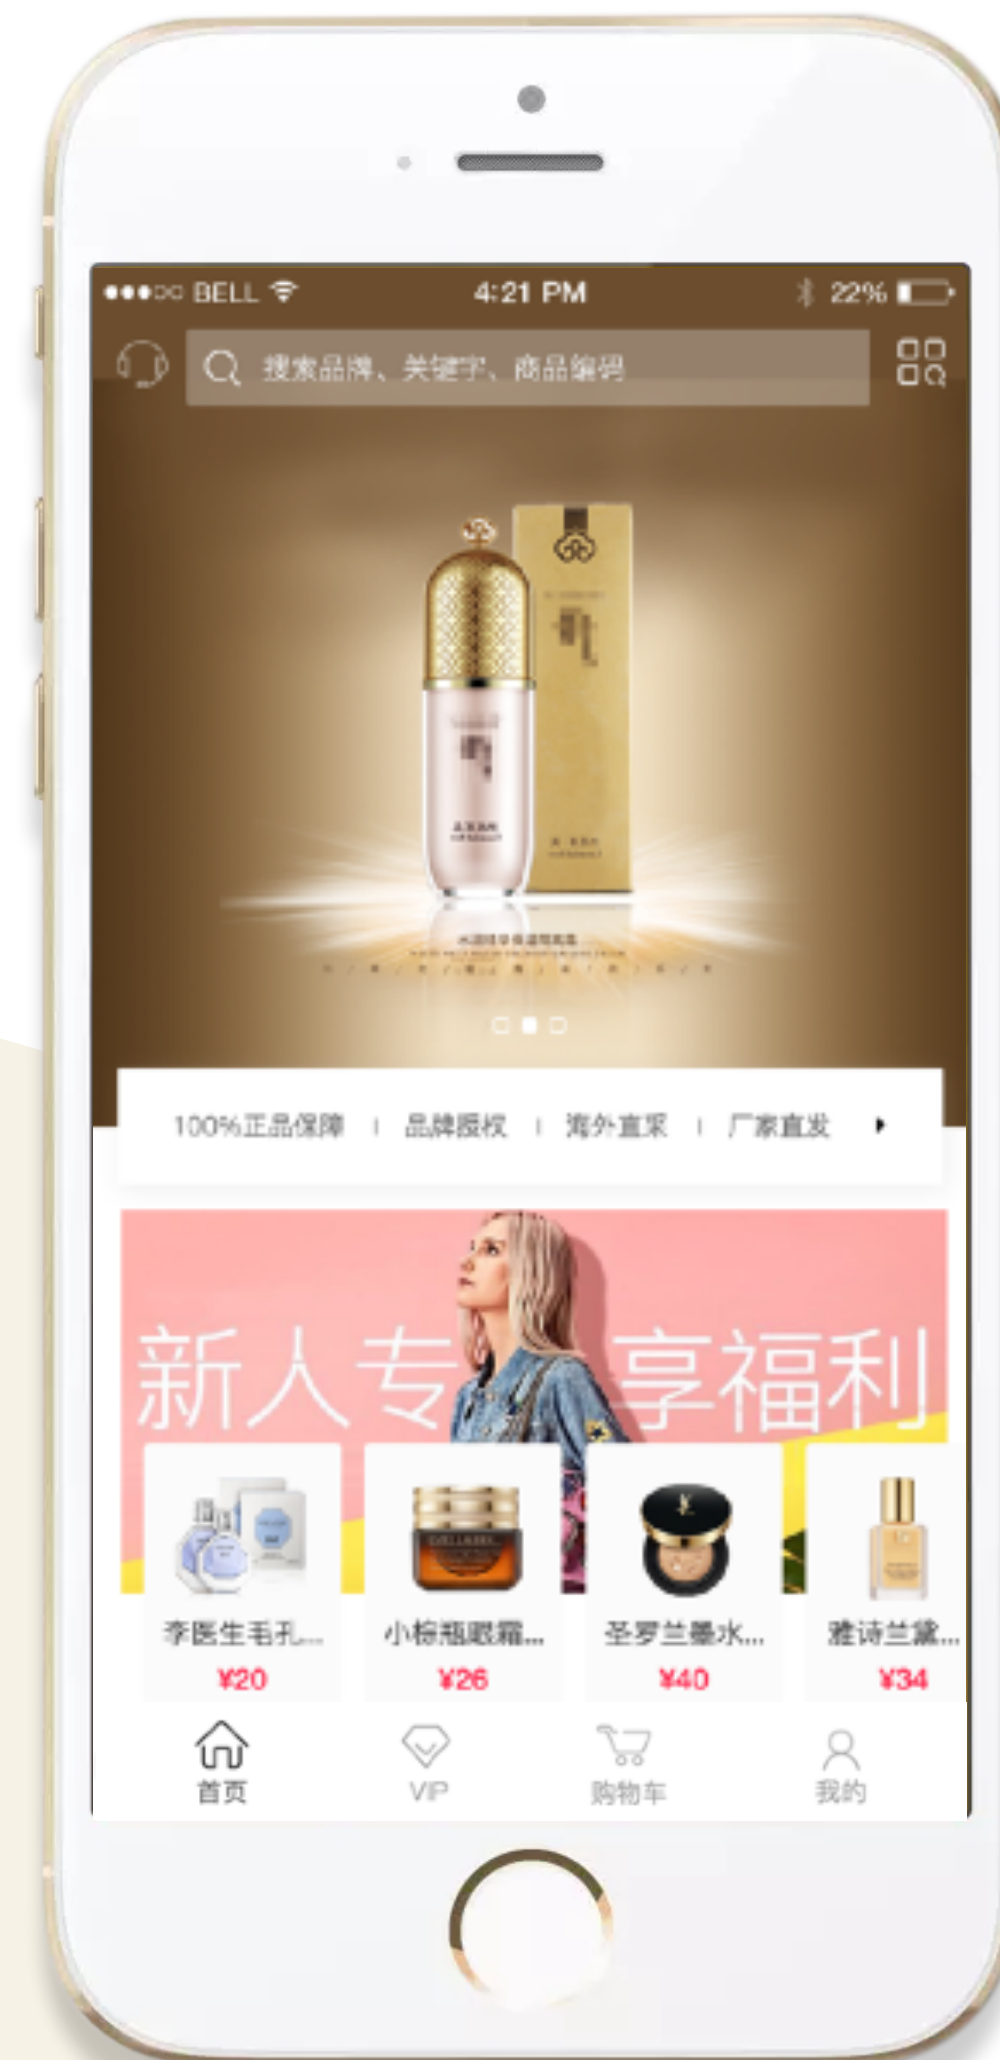 BELL 4:21 PM 22%
搜索品牌、关键字、商品编码
100%正品保障 | 品牌授权 | 海外直采 | 厂家直发
新人专享福利
李医生毛孔... 小棕瓶眼霜... 圣罗兰墨水... 雅诗兰黛...
¥20 ¥26 ¥40 ¥34
首页 VIP 购物车 我的